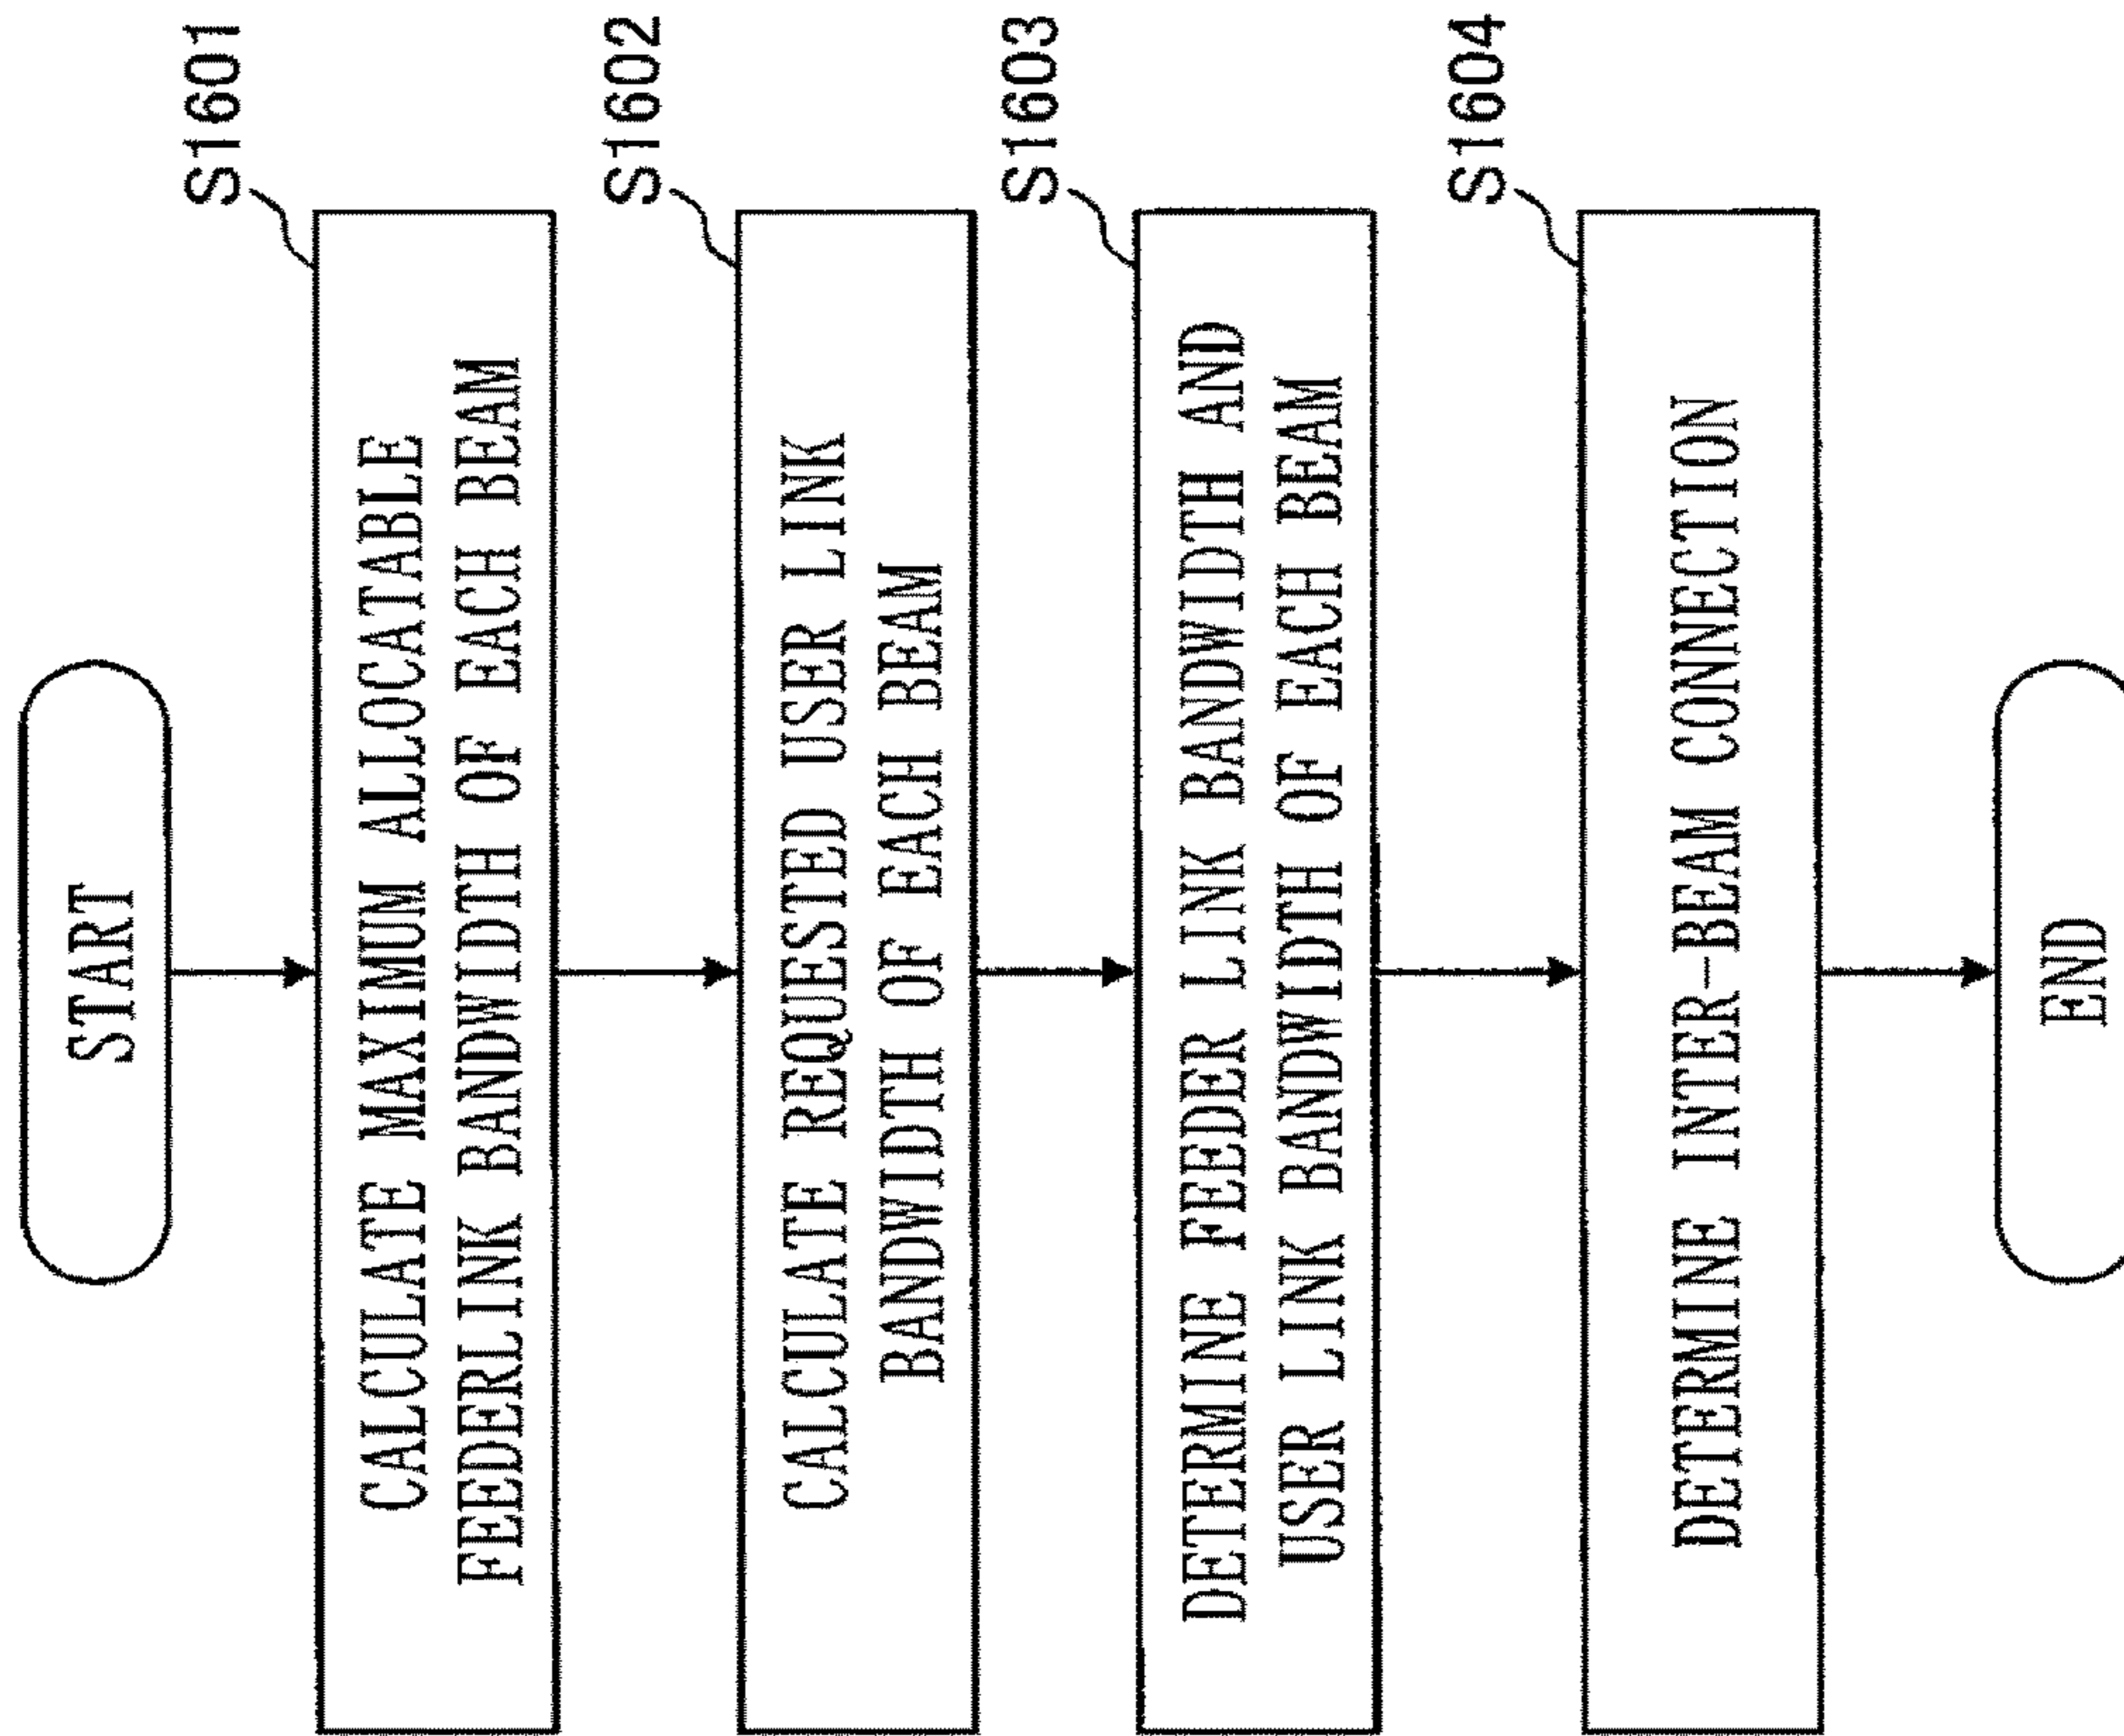 START
S1601
CALCULATE MAXIMUM ALLOCATABLE
FEEDERLINK BANDWIDTH OF EACH BEAM
S1602
CALCULATE REQUESTED USER LINK
BANDWIDTH OF EACH BEAM
S1603
DETERMINE FEEDER LINK BANDWIDTH AND
USER LINK BANDWIDTH OF EACH BEAM
S1604
DETERMINE INTER-BEAM CONNECTION
END